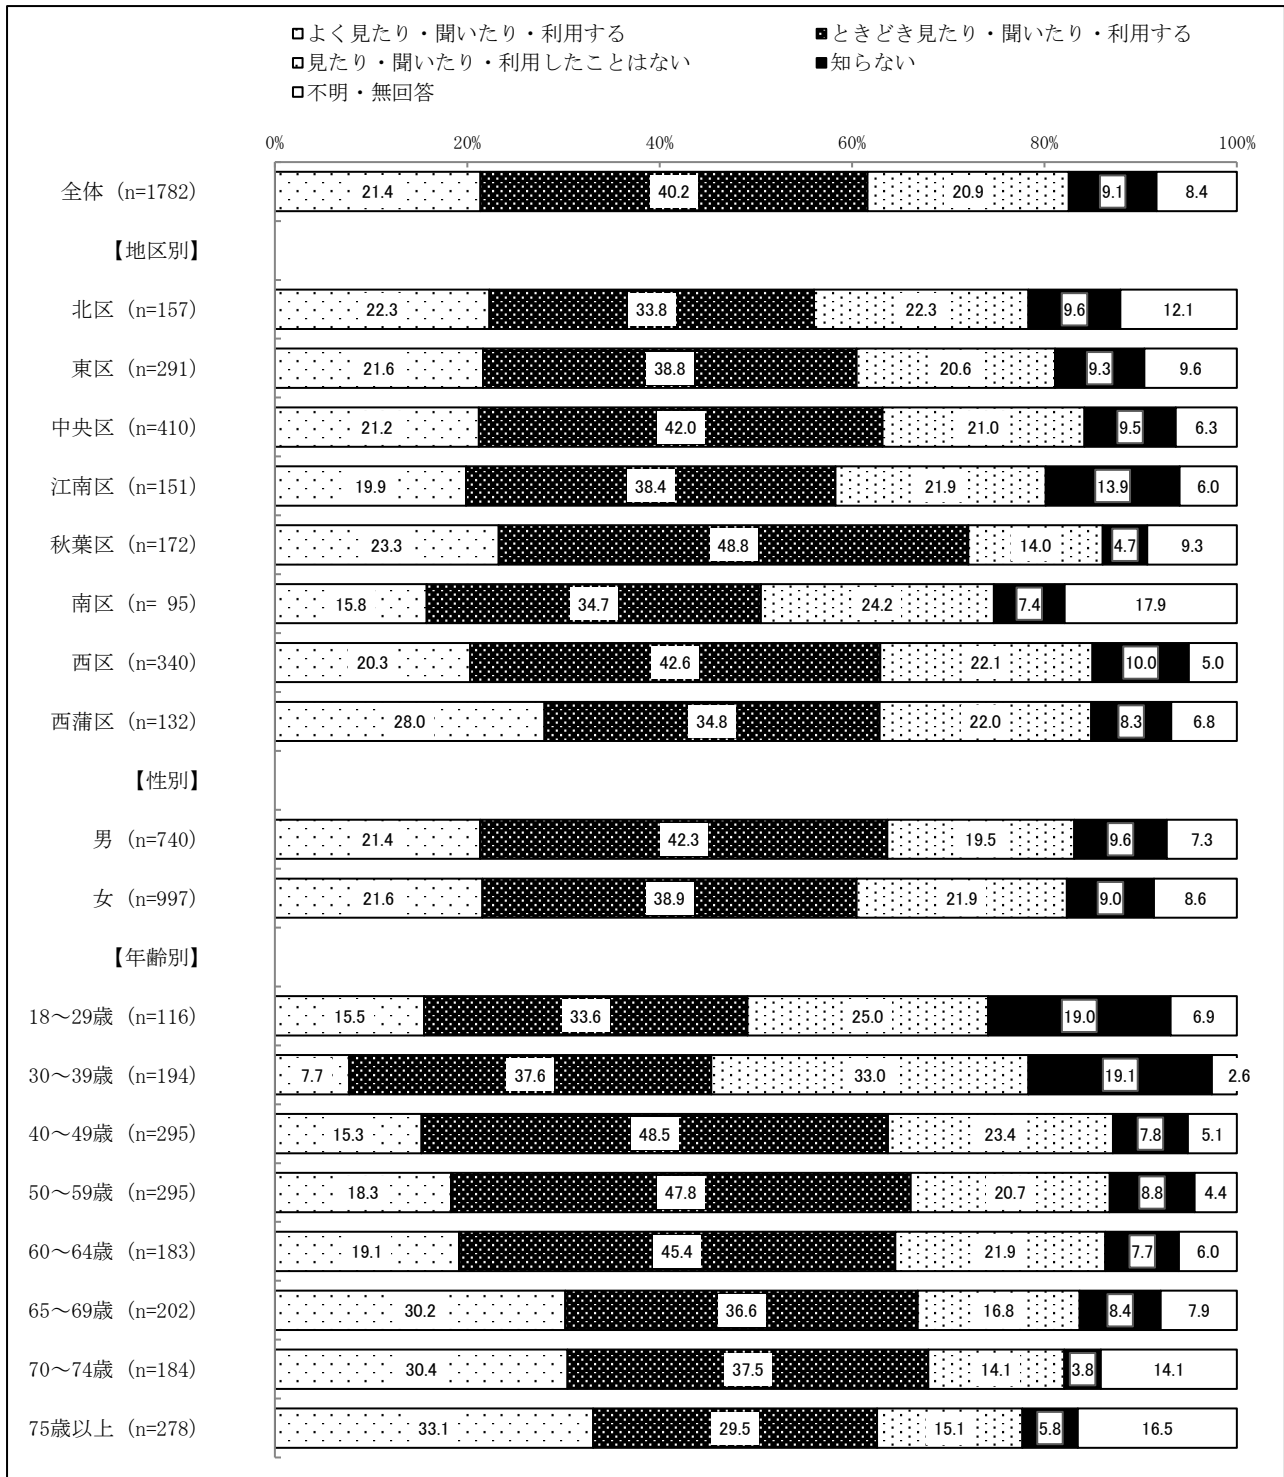 □よく見たり・聞いたり・利用する ■ときどき見たり・聞いたり・利用する
□見たり・聞いたり・利用したことはない ■知らない
□不明・無回答
0% 20% 40% 60% 80% 100%
全体 (n=1782) 21.4 40.2 20.9 9.1 8.4
【地区別】
北区 (n=157) 22.3 33.8 22.3 9.6 12.1
東区 (n=291) 21.6 38.8 20.6 9.3 9.6
中央区 (n=410) 21.2 42.0 21.0 9.5 6.3
江南区 (n=151) 19.9 38.4 21.9 13.9 6.0
秋葉区 (n=172) 23.3 48.8 14.0 4.7 9.3
南区 (n= 95) 15.8 34.7 24.2 7.4 17.9
西区 (n=340) 20.3 42.6 22.1 10.0 5.0
西蒲区 (n=132) 28.0 34.8 22.0 8.3 6.8
【性別】
男 (n=740) 21.4 42.3 19.5 9.6 7.3
女 (n=997) 21.6 38.9 21.9 9.0 8.6
【年齢別】
18～29歳 (n=116) 15.5 33.6 25.0 19.0 6.9
30～39歳 (n=194) 7.7 37.6 33.0 19.1 2.6
40～49歳 (n=295) 15.3 48.5 23.4 7.8 5.1
50～59歳 (n=295) 18.3 47.8 20.7 8.8 4.4
60～64歳 (n=183) 19.1 45.4 21.9 7.7 6.0
65～69歳 (n=202) 30.2 36.6 16.8 8.4 7.9
70～74歳 (n=184) 30.4 37.5 14.1 3.8 14.1
75歳以上 (n=278) 33.1 29.5 15.1 5.8 16.5